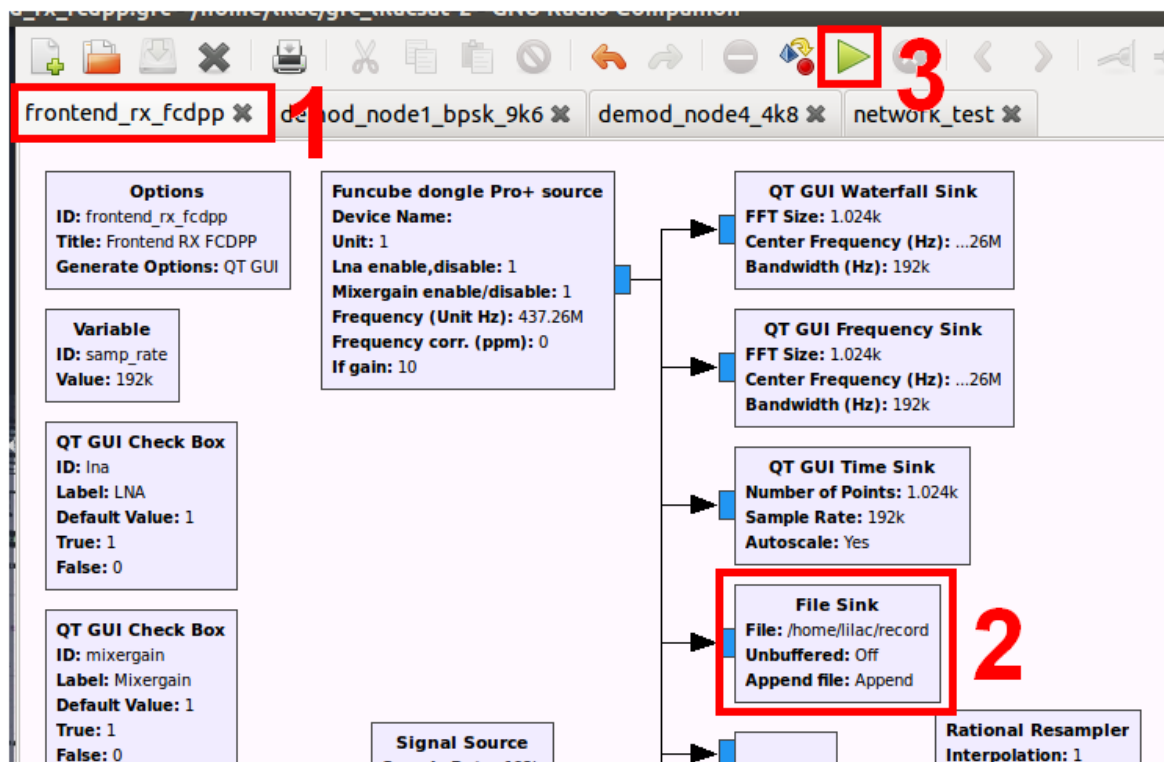 frontend_rx_fcdpp
1
demod_node1_bpsk_9k6
demod_node4_4k8
network_test
3
Options
ID: frontend_rx_fcdpp
Title: Frontend RX FCDPP
Generate Options: QT GUI
Variable
ID: samp_rate
Value: 192k
QT GUI Check Box
ID: lna
Label: LNA
Default Value: 1
True: 1
False: 0
QT GUI Check Box
ID: mixergain
Label: Mixergain
Default Value: 1
True: 1
False: 0
Funcube dongle Pro+ source
Device Name:
Unit: 1
Lna enable,disable: 1
Mixergain enable/disable: 1
Frequency (Unit Hz): 437.26M
Frequency corr. (ppm): 0
If gain: 10
Signal Source
QT GUI Waterfall Sink
FFT Size: 1.024k
Center Frequency (Hz): ...26M
Bandwidth (Hz): 192k
QT GUI Frequency Sink
FFT Size: 1.024k
Center Frequency (Hz): ...26M
Bandwidth (Hz): 192k
QT GUI Time Sink
Number of Points: 1.024k
Sample Rate: 192k
Autoscale: Yes
File Sink
File: /home/lilac/record
Unbuffered: Off
Append file: Append
2
Rational Resampler
Interpolation: 1